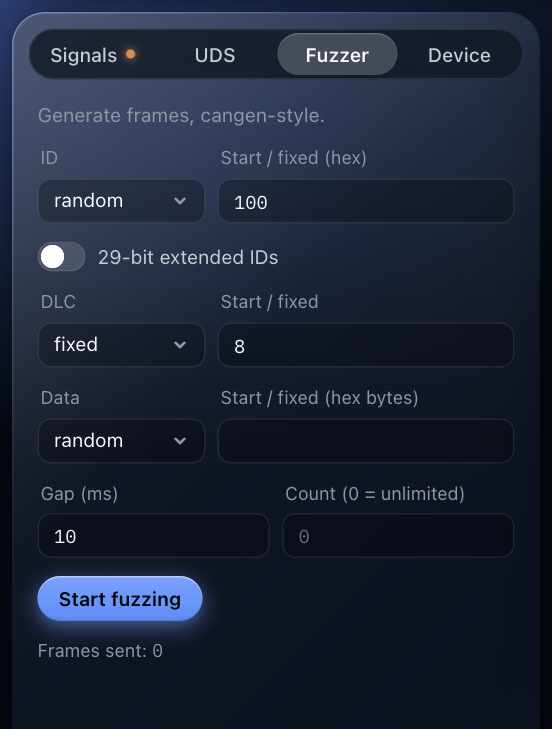 Signals UDS Fuzzer Device
Generate frames, cangen-style.
ID Start / fixed (hex)
random 100
29-bit extended IDs
DLC Start / fixed
fixed 8
Data Start / fixed (hex bytes)
random
Gap (ms) Count (0 = unlimited)
10 0
Start fuzzing
Frames sent: 0